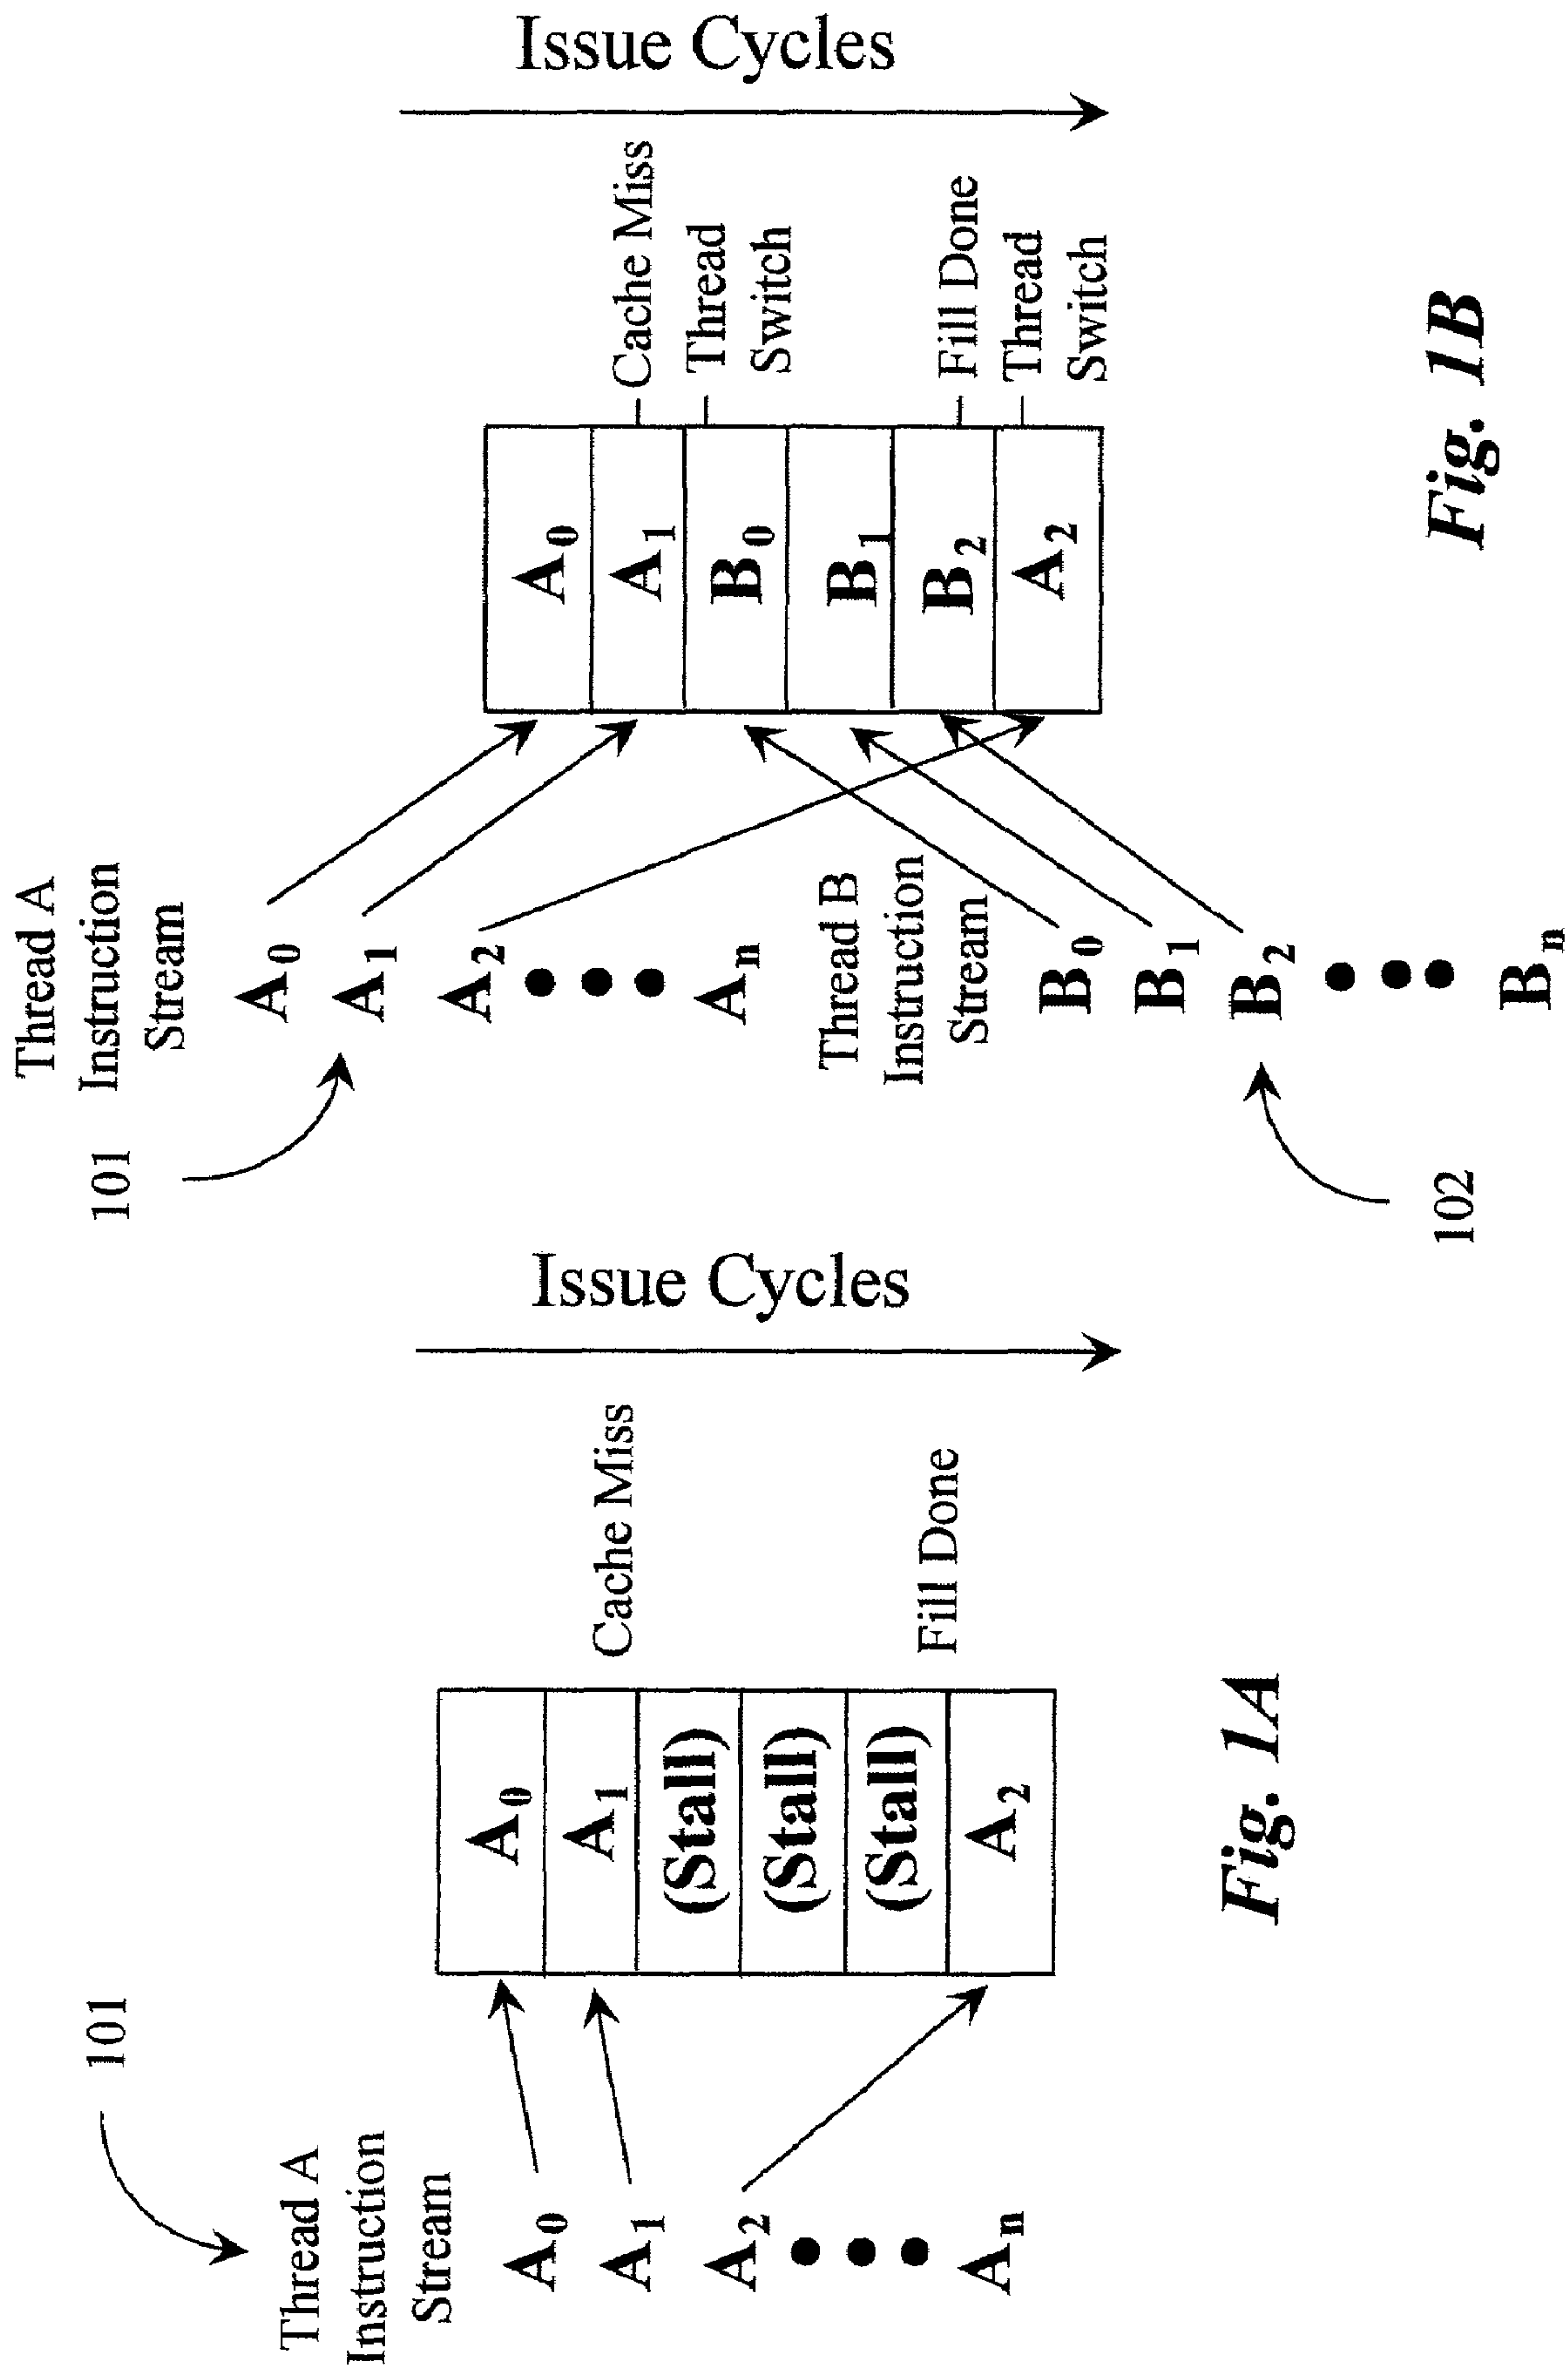 101
Thread A
Instruction
Stream
A0
A1
A2
An
A0
A1
(Stall)
(Stall)
(Stall)
A2
Cache Miss
Fill Done
Issue Cycles
Fig. 1A
101
Thread A
Instruction
Stream
A0
A1
A2
An
Thread B
Instruction
Stream
B0
B1
B2
Bn
102
A0
A1
B0
B1
B2
A2
Cache Miss
Thread
Switch
Fill Done
Thread
Switch
Issue Cycles
Fig. 1B